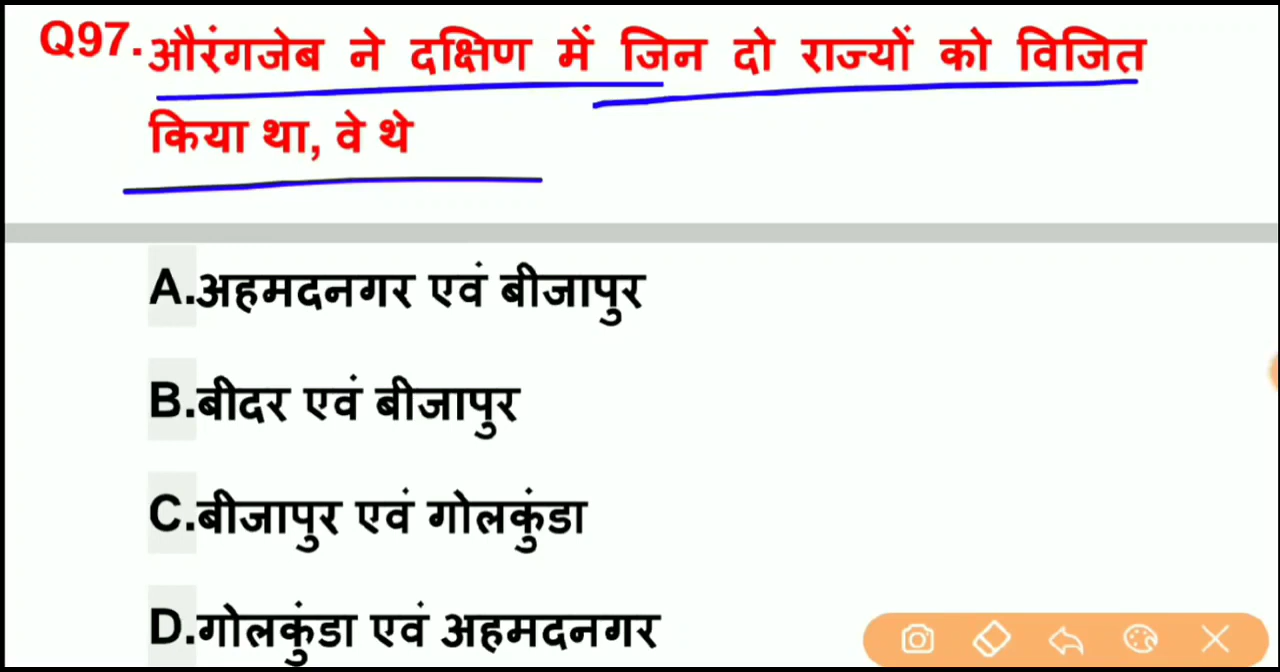 Q97. औरंगजेब ने दक्षिण में जिन दो राज्यों को विजित
किया था, वे थे
A.अहमदनगर एवं बीजापुर
B.बीदर एवं बीजापुर
C.बीजापुर एवं गोलकुंडा
D.गोलकुंडा एवं अहमदनगर